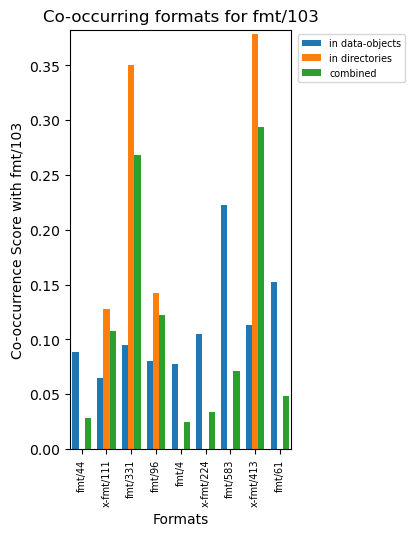 Co-occurring formats for fmt/103
in data-objects
in directories
combined
Co-occurrence Score with fmt/103
0.35
0.30
0.25
0.20
0.15
0.10
0.05
0.00
fmt/44
x-fmt/111
fmt/331
fmt/96
fmt/4
x-fmt/224
fmt/583
x-fmt/413
fmt/61
Formats